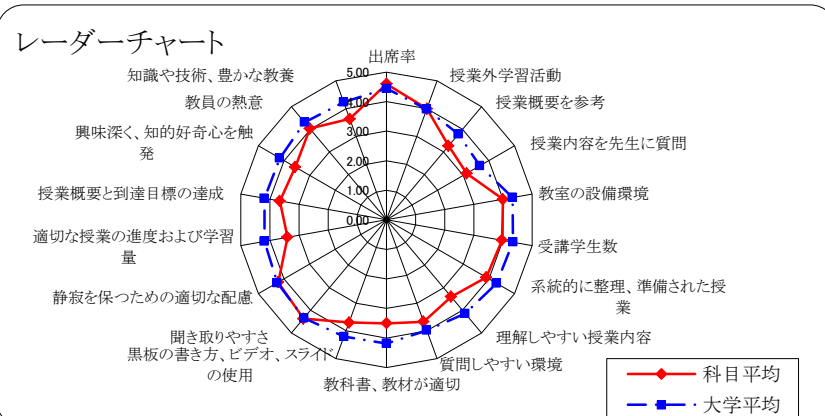 レーダーチャート
出席率
授業外学習活動
授業概要を参考
授業内容を先生に質問
教室の設備環境
受講学生数
系統的に整理、準備された授
業
理解しやすい授業内容
質問しやすい環境
教科書、教材が適切
黒板の書き方、ビデオ、スライド
の使用
聞き取りやすさ
静寂を保つための適切な配慮
適切な授業の進度および学習
量
授業概要と到達目標の達成
興味深く、知的好奇心を触
発
教員の熱意
知識や技術、豊かな教養
5.00
4.00
3.00
2.00
1.00
0.00
科目平均
大学平均